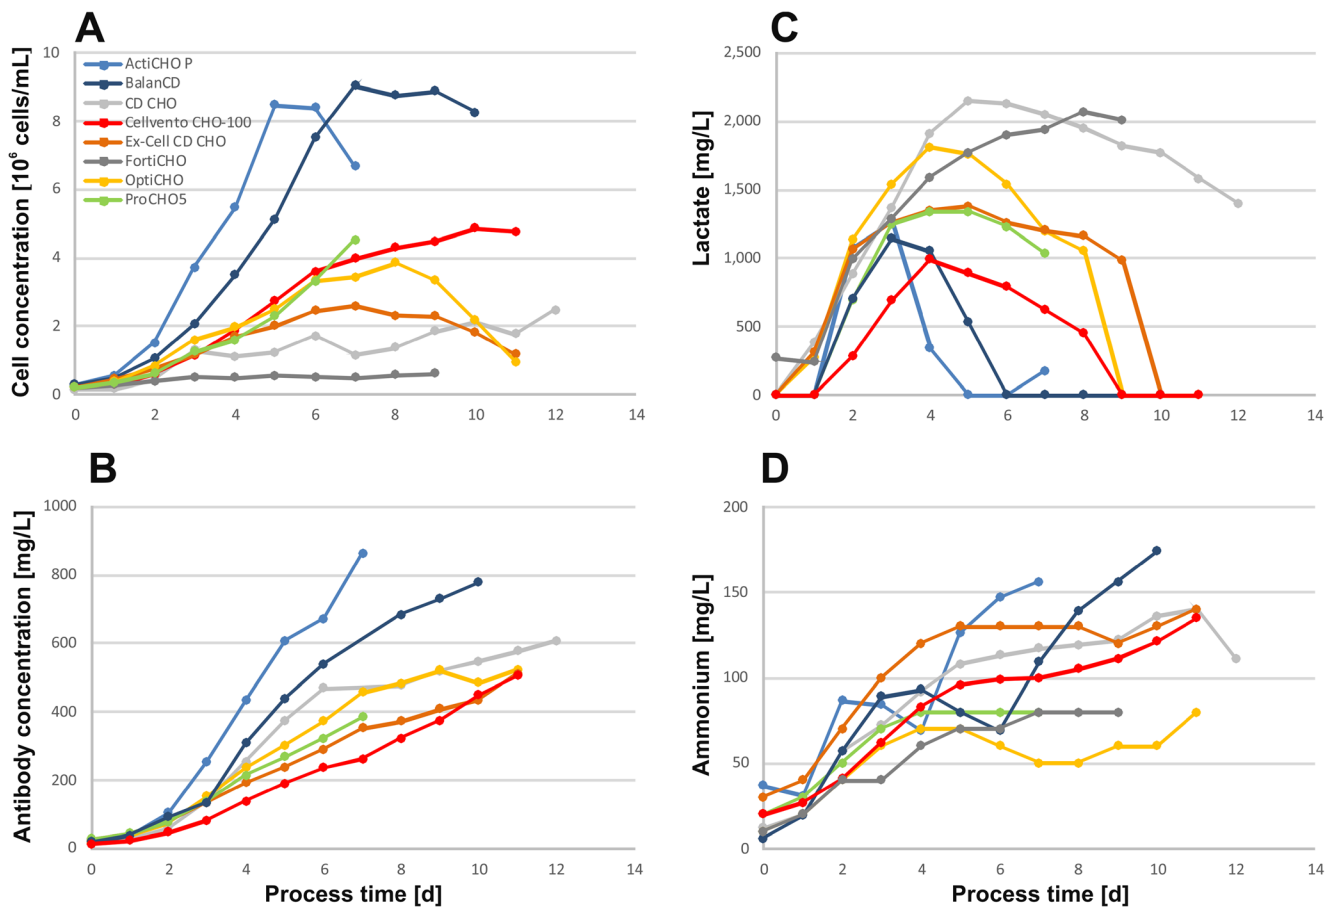 A
Cell concentration [10⁶ cells/mL]
10
8
6
4
2
0
ActiCHO P
BalanCD
CD CHO
Cellvento CHO-100
Ex-Cell CD CHO
FortiCHO
OptiCHO
ProCHO5
0 2 4 6 8 10 12 14
C
Lactate [mg/L]
2,500
2,000
1,500
1,000
500
0
0 2 4 6 8 10 12 14
B
Antibody concentration [mg/L]
1000
800
600
400
200
0
0 2 4 6 8 10 12 14
Process time [d]
D
Ammonium [mg/L]
200
150
100
50
0
0 2 4 6 8 10 12 14
Process time [d]